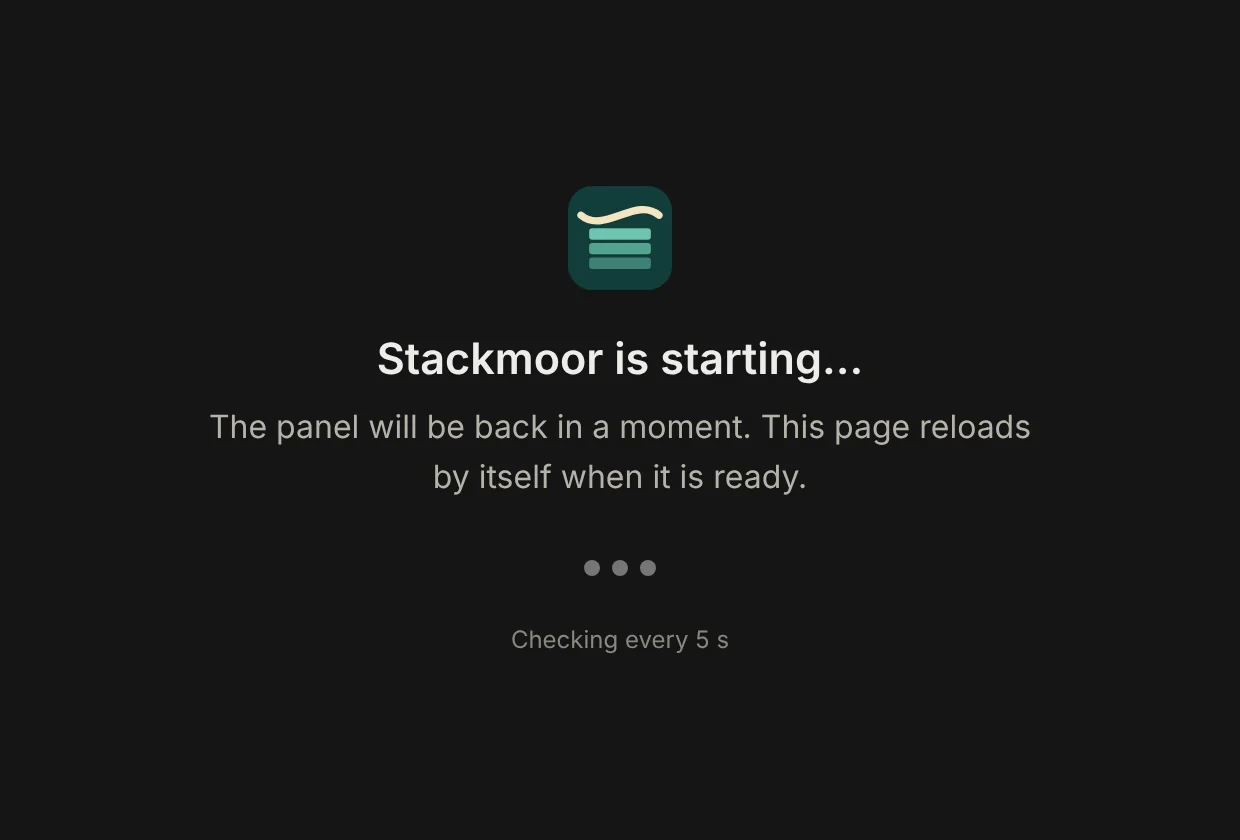 Stackmoor is starting...
The panel will be back in a moment. This page reloads
by itself when it is ready.
Checking every 5 s